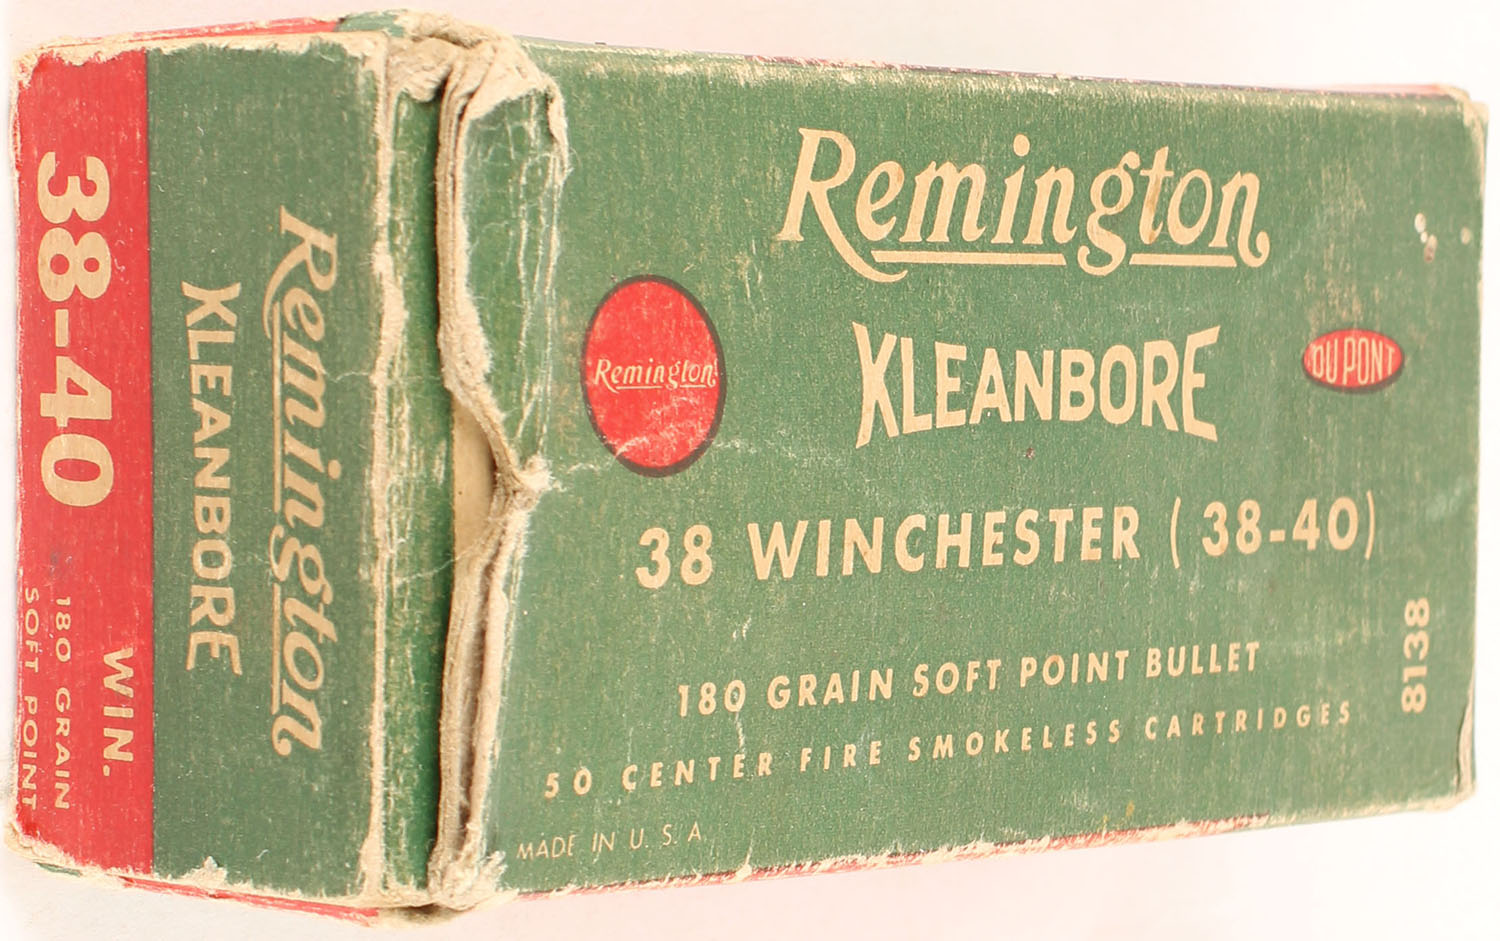 Remington
KLEANBORE
Remington
DU PONT
38 WINCHESTER (38-40)
180 GRAIN SOFT POINT BULLET
50 CENTER FIRE SMOKELESS CARTRIDGES
MADE IN U. S. A.
8138
Remington
KLEANBORE
38-40 WIN.
180 GRAIN
SOFT POINT